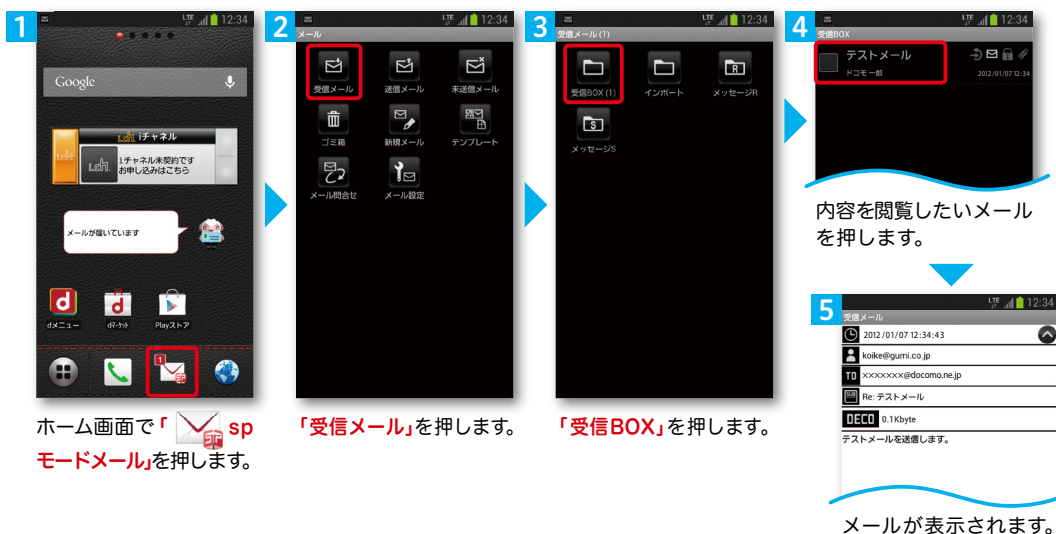 1
LTE 12:34
Google
iチャネル
iチャネル未契約です
お申し込みはこちら
メールが届いています
dメニュー
dマーケット
Playストア
1
ホーム画面で「 sp
モードメール」を押します。
2
LTE 12:34
メール
受信メール 送信メール 未送信メール
ゴミ箱 新規メール テンプレート
メール問合せ メール設定
「受信メール」を押します。
3
LTE 12:34
受信メール(1)
受信BOX(1) インポート メッセージR
メッセージS
「受信BOX」を押します。
4
LTE 12:34
受信BOX
テストメール
ドコモ一郎 2012/01/07 12:34
内容を閲覧したいメール
を押します。
5
LTE 12:34
受信メール
2012/01/07 12:34:43
koike@gumi.co.jp
TO ×××××××@docomo.ne.jp
SUB Re: テストメール
DECO 0.1Kbyte
テストメールを送信します。
メールが表示されます。